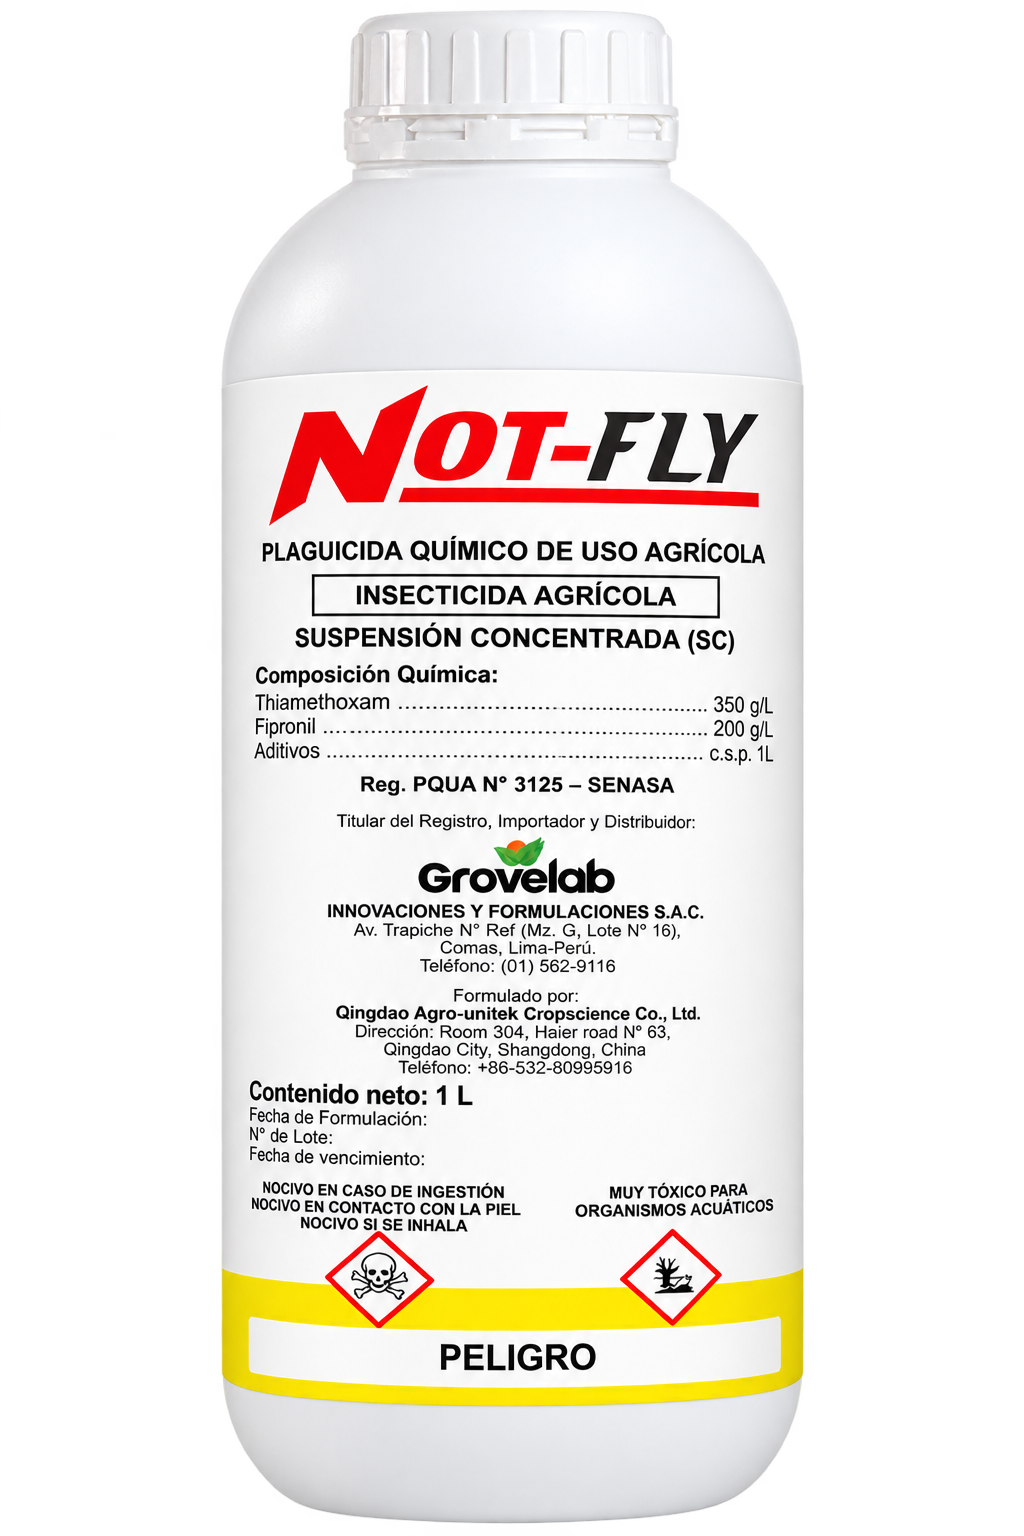 NOT-FLY
PLAGUICIDA QUÍMICO DE USO AGRÍCOLA
INSECTICIDA AGRÍCOLA
SUSPENSIÓN CONCENTRADA (SC)
Composición Química:
Thiamethoxam ........................................................ 350 g/L
Fipronil ...................................................................... 200 g/L
Aditivos .................................................................... c.s.p. 1L
Reg. PQUA N° 3125 – SENASA
Titular del Registro, Importador y Distribuidor:
Grovelab
INNOVACIONES Y FORMULACIONES S.A.C.
Av. Trapiche N° Ref (Mz. G, Lote N° 16),
Comas, Lima-Perú.
Teléfono: (01) 562-9116
Formulado por:
Qingdao Agro-unitek Cropscience Co., Ltd.
Dirección: Room 304, Haier road N° 63,
Qingdao City, Shangdong, China
Teléfono: +86-532-80995916
Contenido neto: 1 L
Fecha de Formulación:
N° de Lote:
Fecha de vencimiento:
NOCIVO EN CASO DE INGESTIÓN
NOCIVO EN CONTACTO CON LA PIEL
NOCIVO SI SE INHALA
MUY TÓXICO PARA
ORGANISMOS ACUÁTICOS
PELIGRO